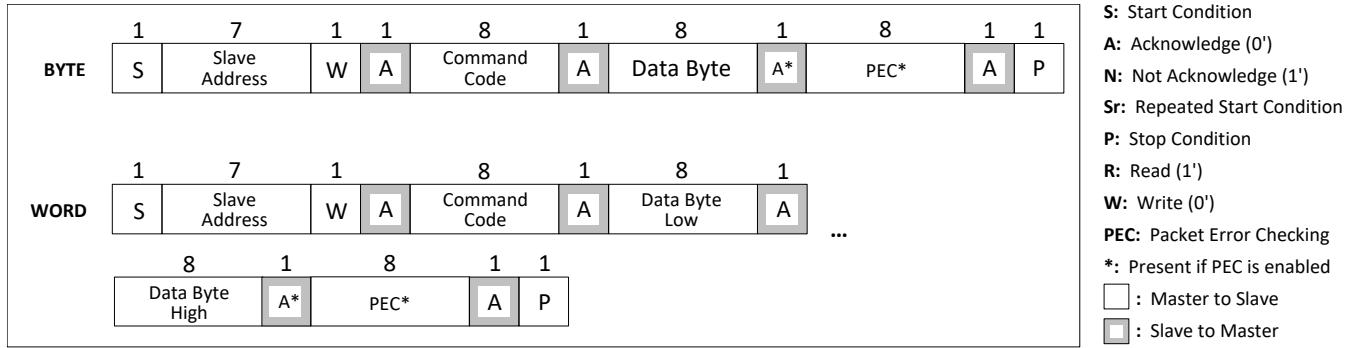 1 7 1 1 8 1 8 1 8 1 1
BYTE S Slave Address W A Command Code A Data Byte A* PEC* A P
1 7 1 1 8 1 8 1
WORD S Slave Address W A Command Code A Data Byte Low A ...
8 1 8 1 1
Data Byte High A* PEC* A P
S: Start Condition
A: Acknowledge (0')
N: Not Acknowledge (1')
Sr: Repeated Start Condition
P: Stop Condition
R: Read (1')
W: Write (0')
PEC: Packet Error Checking
*: Present if PEC is enabled
: Master to Slave
: Slave to Master